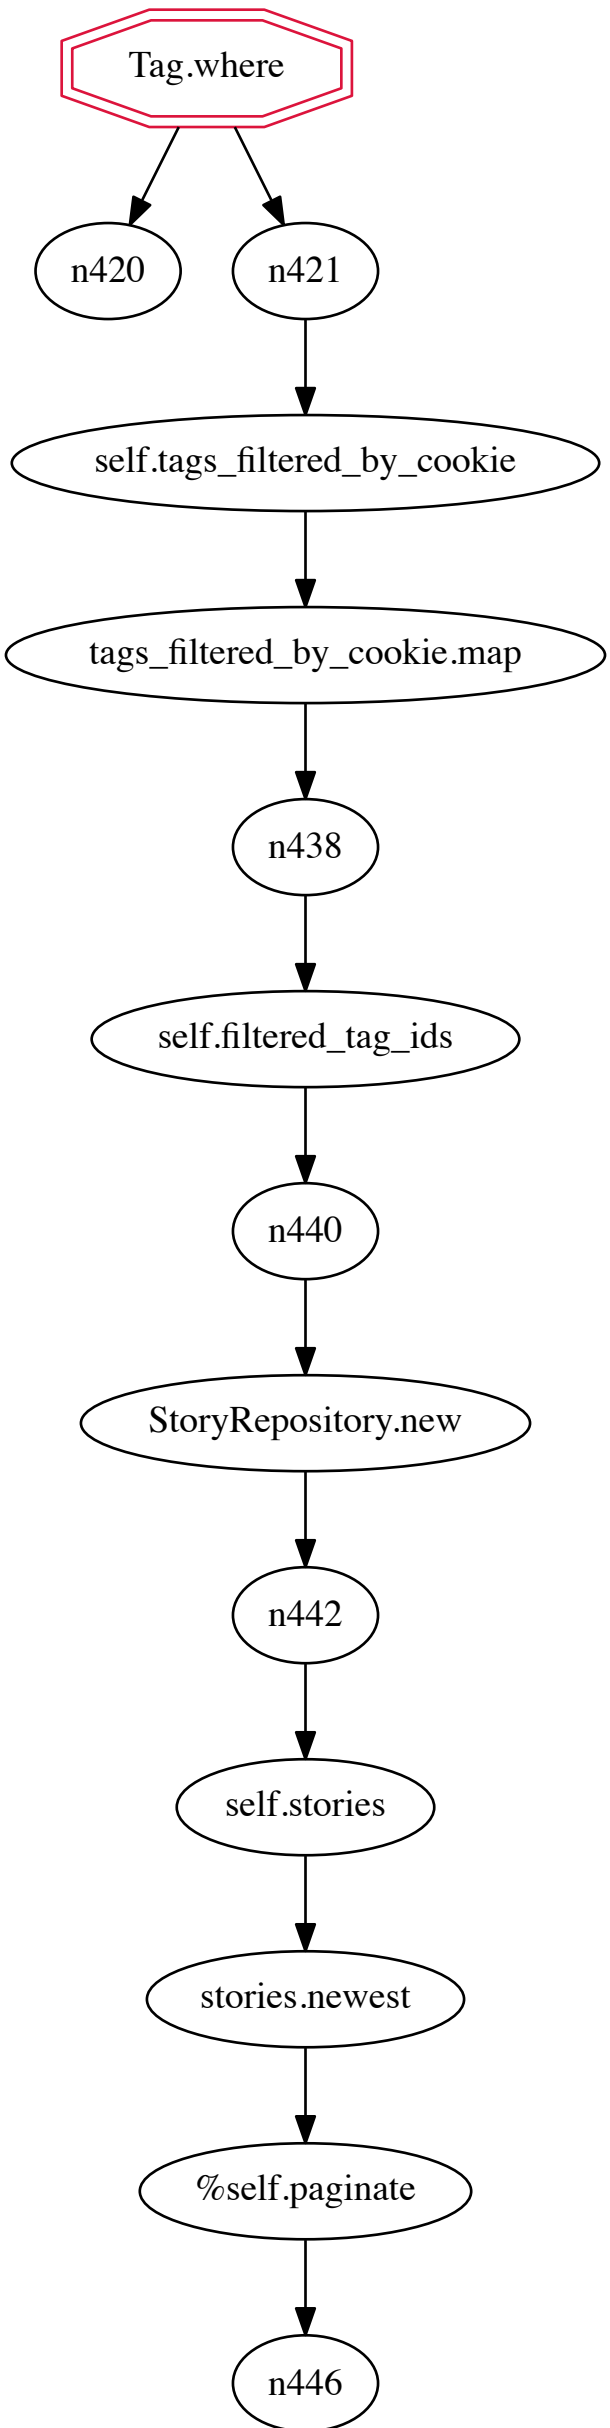 Tag.where
n420
n421
self.tags_filtered_by_cookie
tags_filtered_by_cookie.map
n438
self.filtered_tag_ids
n440
StoryRepository.new
n442
self.stories
stories.newest
%self.paginate
n446